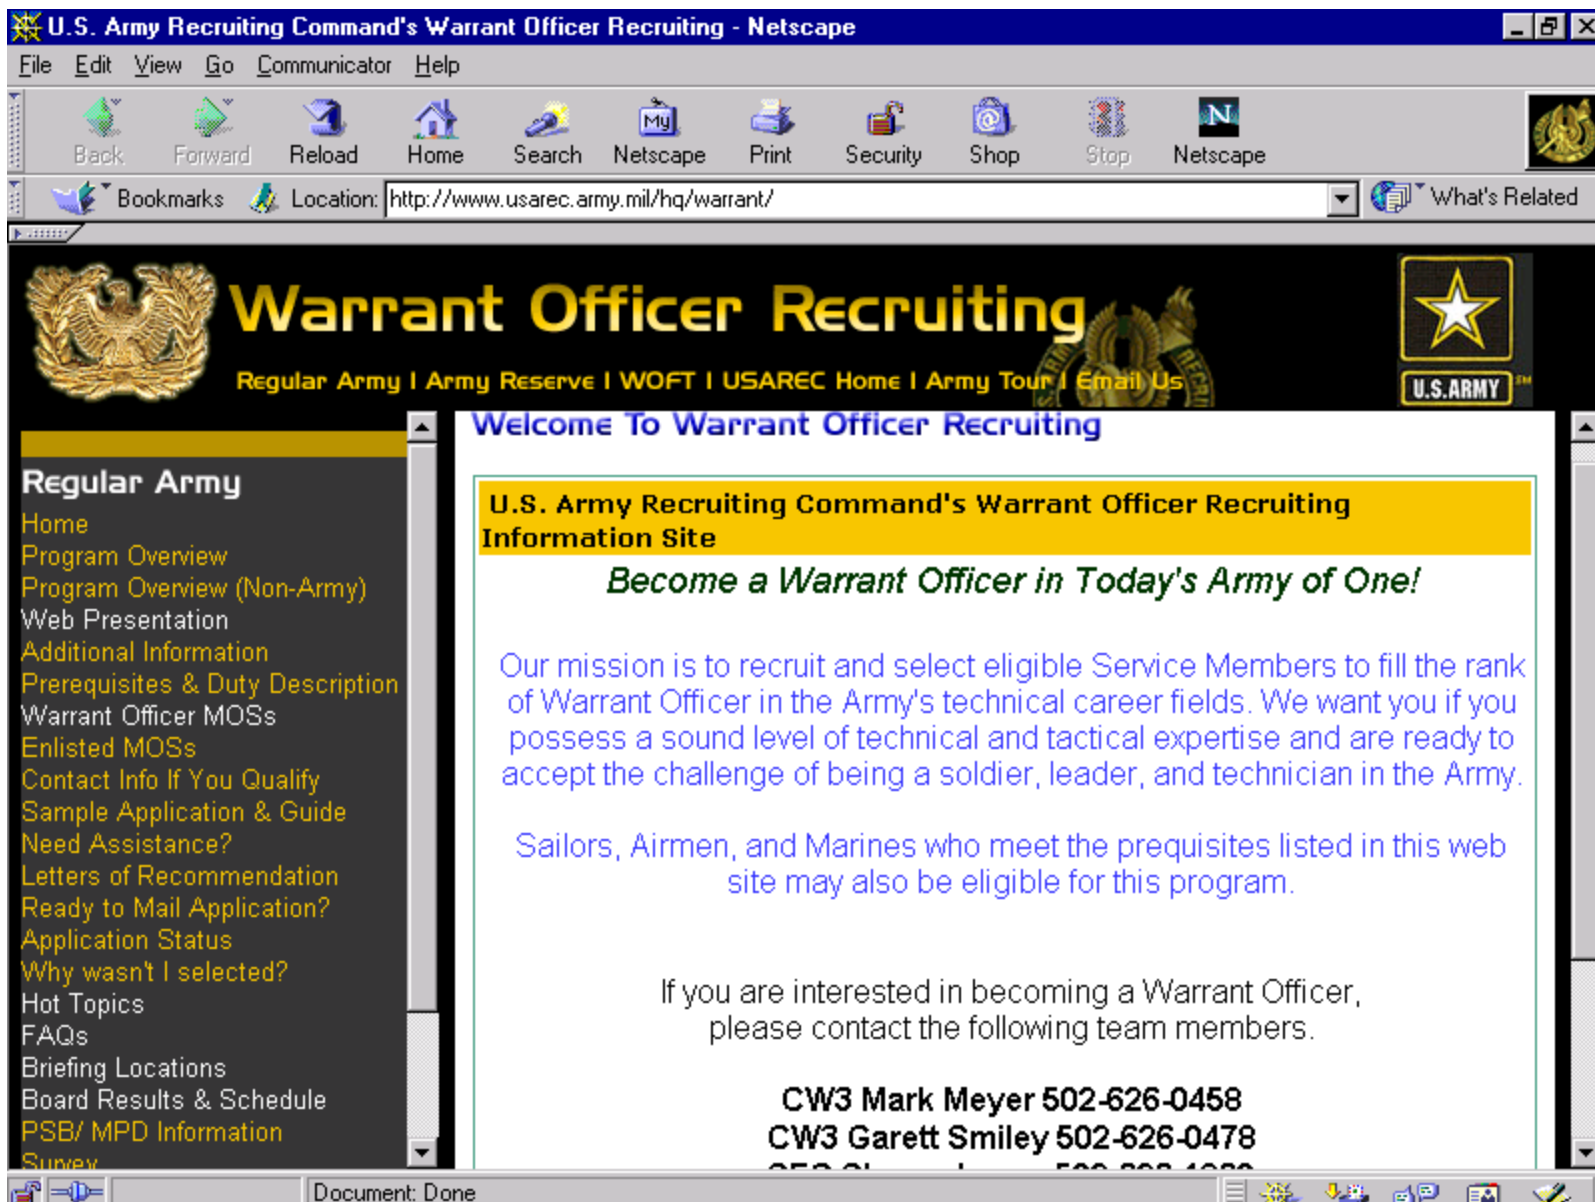 U.S. Army Recruiting Command's Warrant Officer Recruiting - Netscape
File Edit View Go Communicator Help
My
N
Back Forward Reload Home Search Netscape Print Security Shop Stop Netscape
Bookmarks Location: http://www.usarec.army.mil/hq/warrant/ What's Related
Warrant Officer Recruiting
Regular Army I Army Reserve I WOFT I USAREC Home I Army Tour I Email Us
U.S.ARMY SM
Regular Army
Home
Program Overview
Program Overview (Non-Army)
Web Presentation
Additional Information
Prerequisites & Duty Description
Warrant Officer MOSs
Enlisted MOSs
Contact Info If You Qualify
Sample Application & Guide
Need Assistance?
Letters of Recommendation
Ready to Mail Application?
Application Status
Why wasn't I selected?
Hot Topics
FAQs
Briefing Locations
Board Results & Schedule
PSB/ MPD Information
Survey
Welcome To Warrant Officer Recruiting
U.S. Army Recruiting Command's Warrant Officer Recruiting
Information Site
Become a Warrant Officer in Today's Army of One!
Our mission is to recruit and select eligible Service Members to fill the rank
of Warrant Officer in the Army's technical career fields. We want you if you
possess a sound level of technical and tactical expertise and are ready to
accept the challenge of being a soldier, leader, and technician in the Army.
Sailors, Airmen, and Marines who meet the prequisites listed in this web
site may also be eligible for this program.
If you are interested in becoming a Warrant Officer,
please contact the following team members.
CW3 Mark Meyer 502-626-0458
CW3 Garett Smiley 502-626-0478
Document: Done